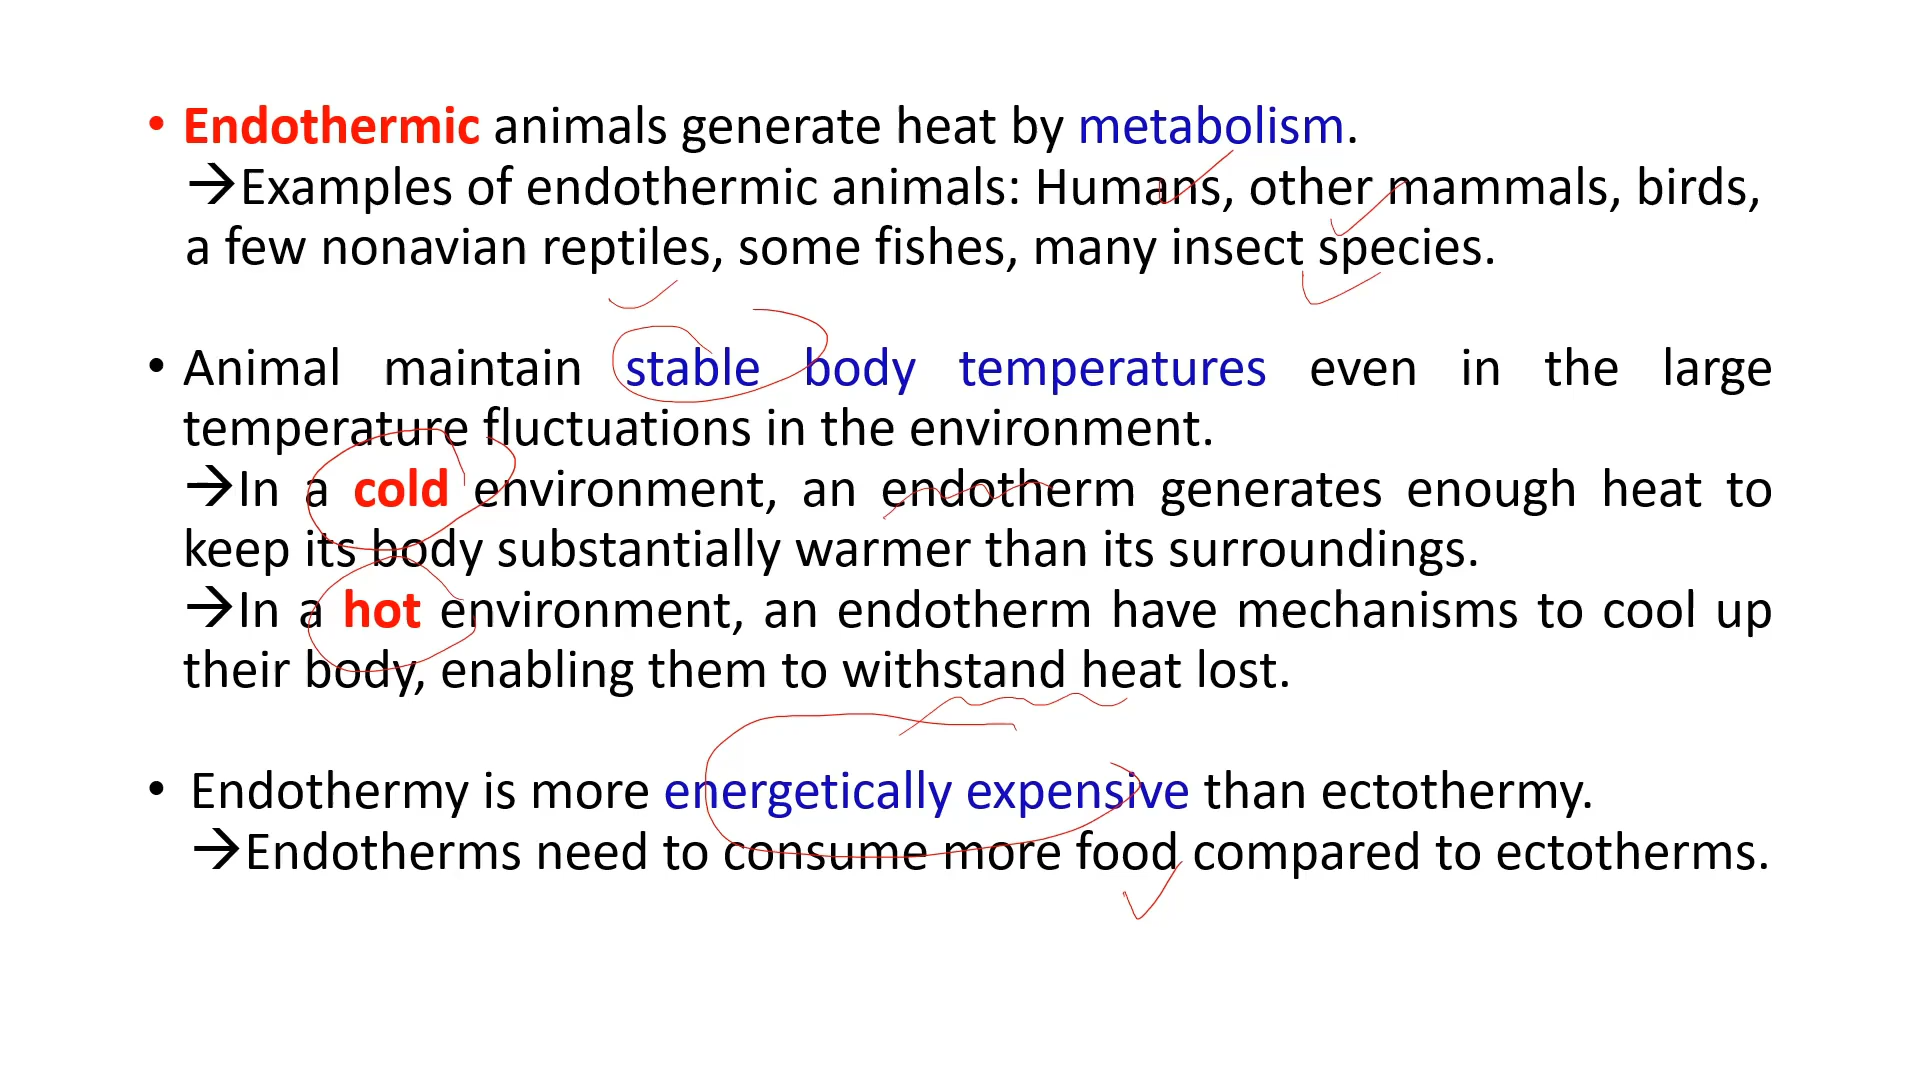 • Endothermic animals generate heat by metabolism.
→Examples of endothermic animals: Humans, other mammals, birds,
a few nonavian reptiles, some fishes, many insect species.
• Animal maintain stable body temperatures even in the large
temperature fluctuations in the environment.
→In a cold environment, an endotherm generates enough heat to
keep its body substantially warmer than its surroundings.
→In a hot environment, an endotherm have mechanisms to cool up
their body, enabling them to withstand heat lost.
• Endothermy is more energetically expensive than ectothermy.
→Endotherms need to consume more food compared to ectotherms.